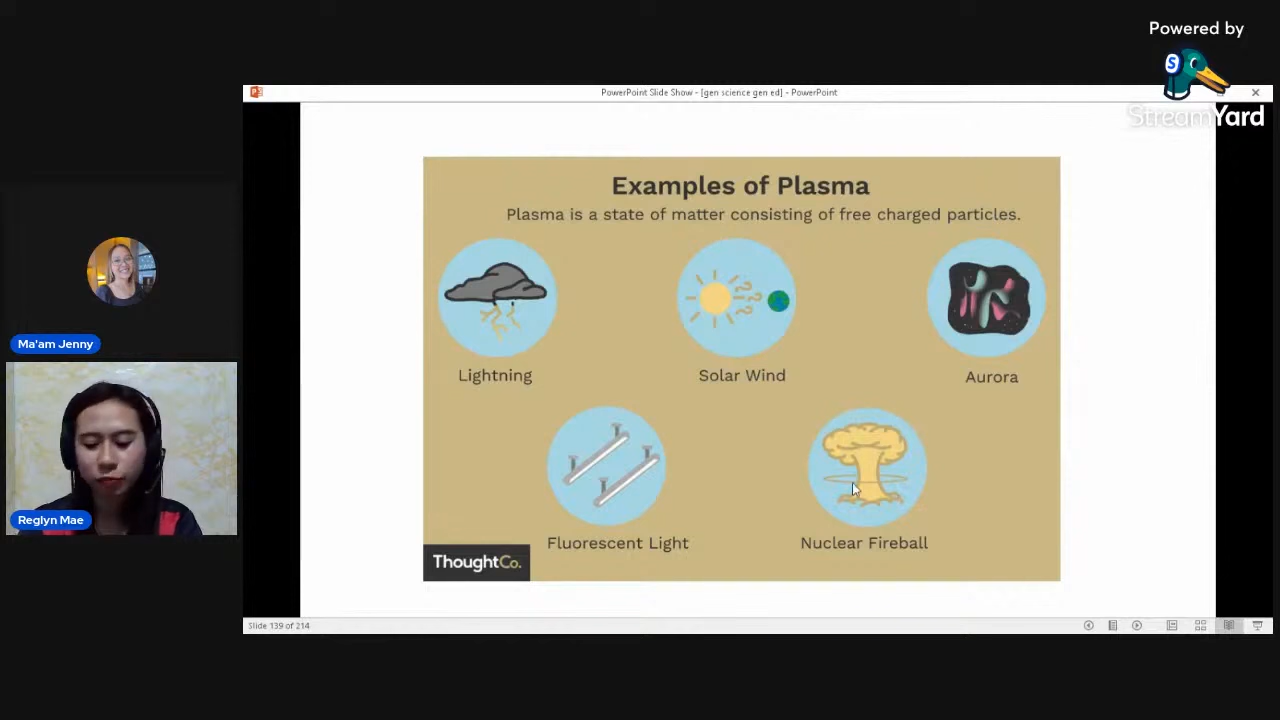 Powered by
S
StreamYard
PowerPoint Slide Show - [gen science gen ed] - PowerPoint
Examples of Plasma
Plasma is a state of matter consisting of free charged particles.
Lightning
Solar Wind
Aurora
Fluorescent Light
Nuclear Fireball
ThoughtCo.
Ma'am Jenny
Reglyn Mae
Slide 139 of 214